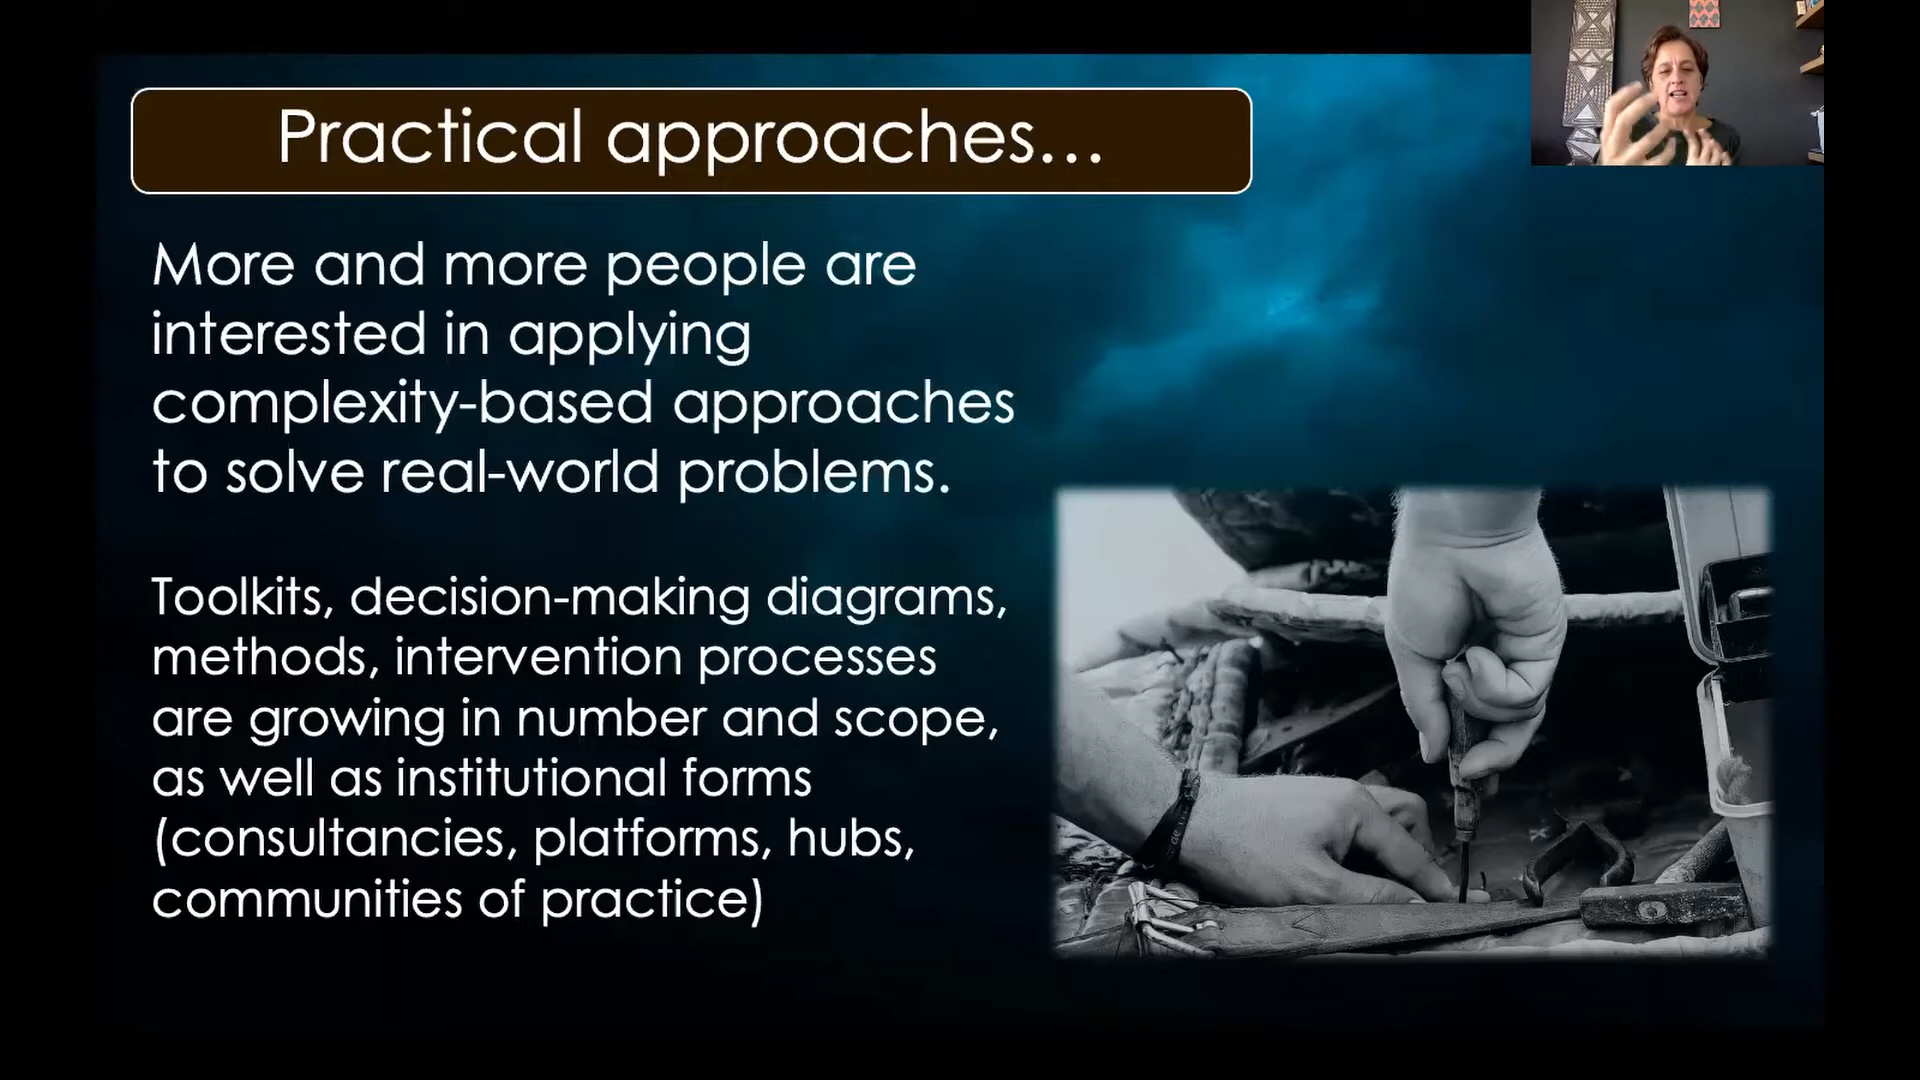 Practical approaches...
More and more people are
interested in applying
complexity-based approaches
to solve real-world problems.
Toolkits, decision-making diagrams,
methods, intervention processes
are growing in number and scope,
as well as institutional forms
(consultancies, platforms, hubs,
communities of practice)